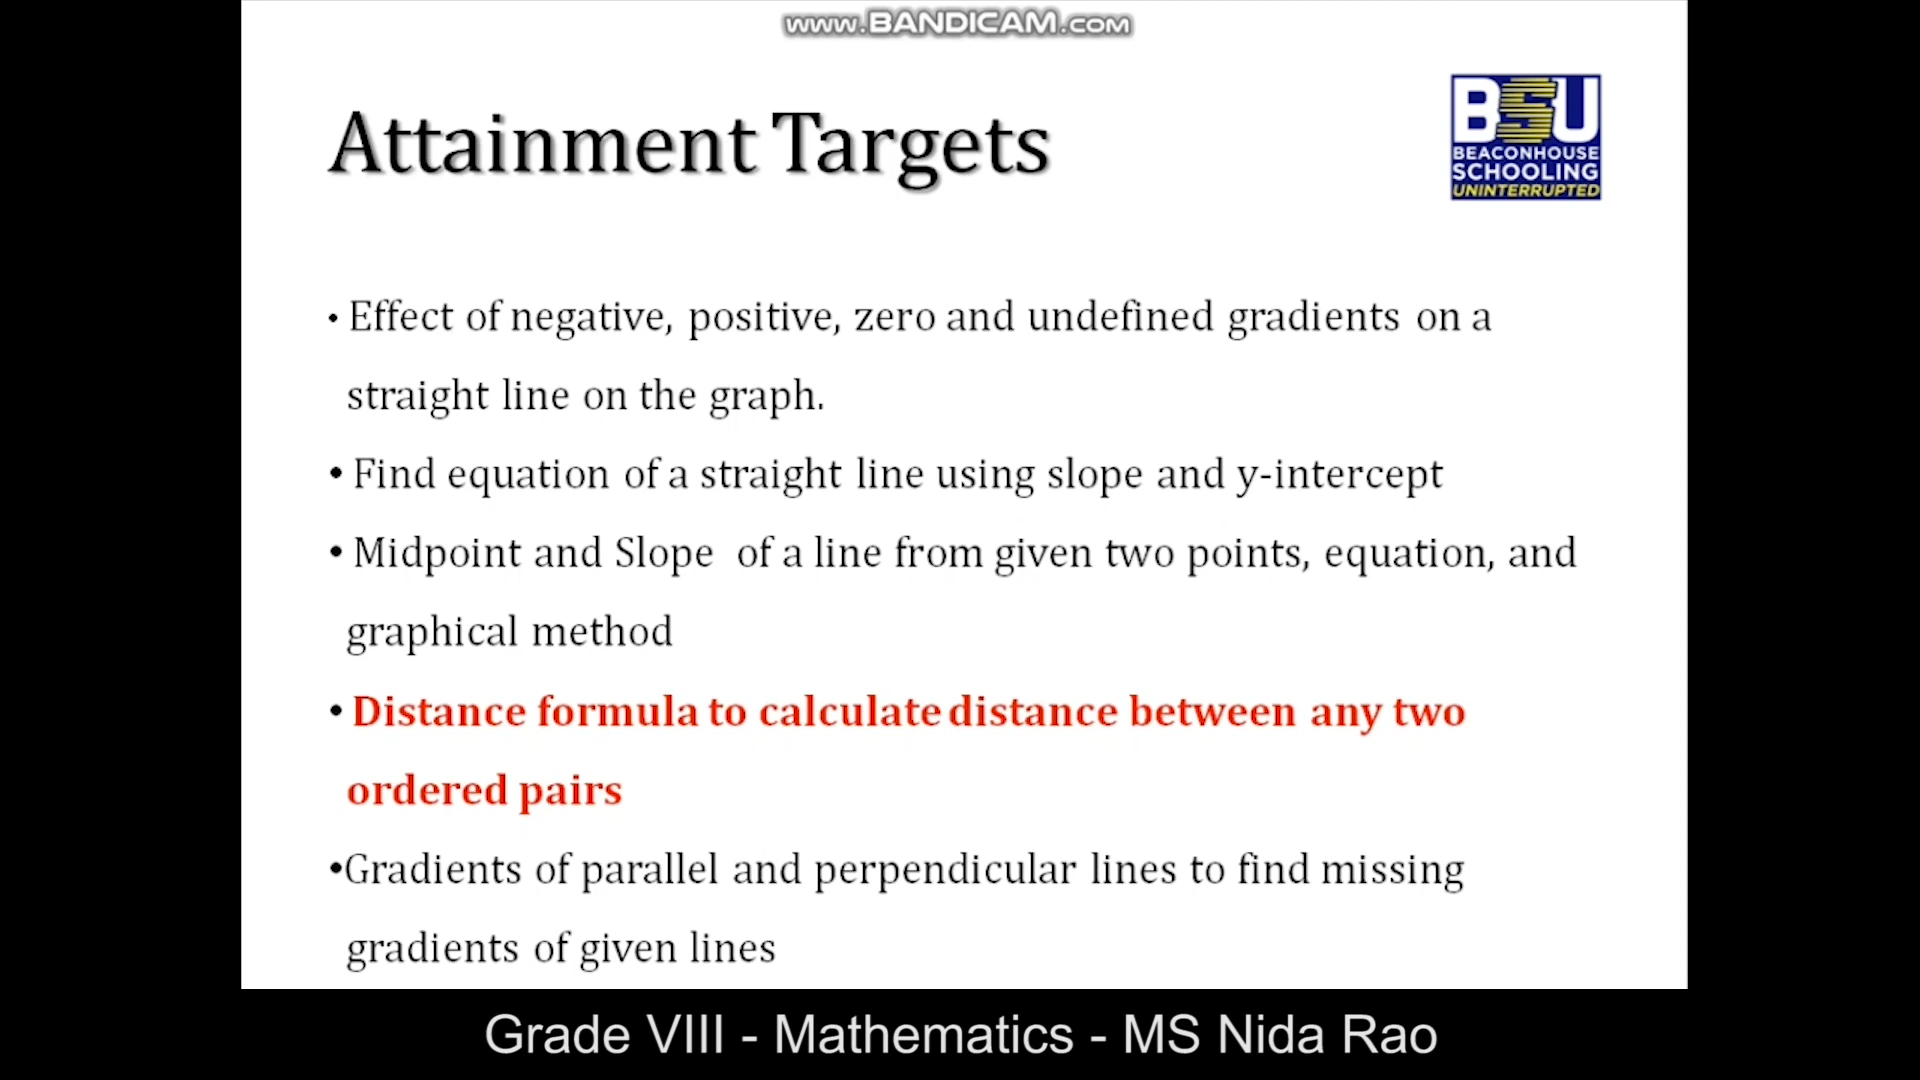 www.BANDICAM.com
Attainment Targets
BSU
BEACONHOUSE
SCHOOLING
UNINTERRUPTED
• Effect of negative, positive, zero and undefined gradients on a
straight line on the graph.
• Find equation of a straight line using slope and y-intercept
• Midpoint and Slope of a line from given two points, equation, and
graphical method
• Distance formula to calculate distance between any two
ordered pairs
•Gradients of parallel and perpendicular lines to find missing
gradients of given lines
Grade VIII - Mathematics - MS Nida Rao